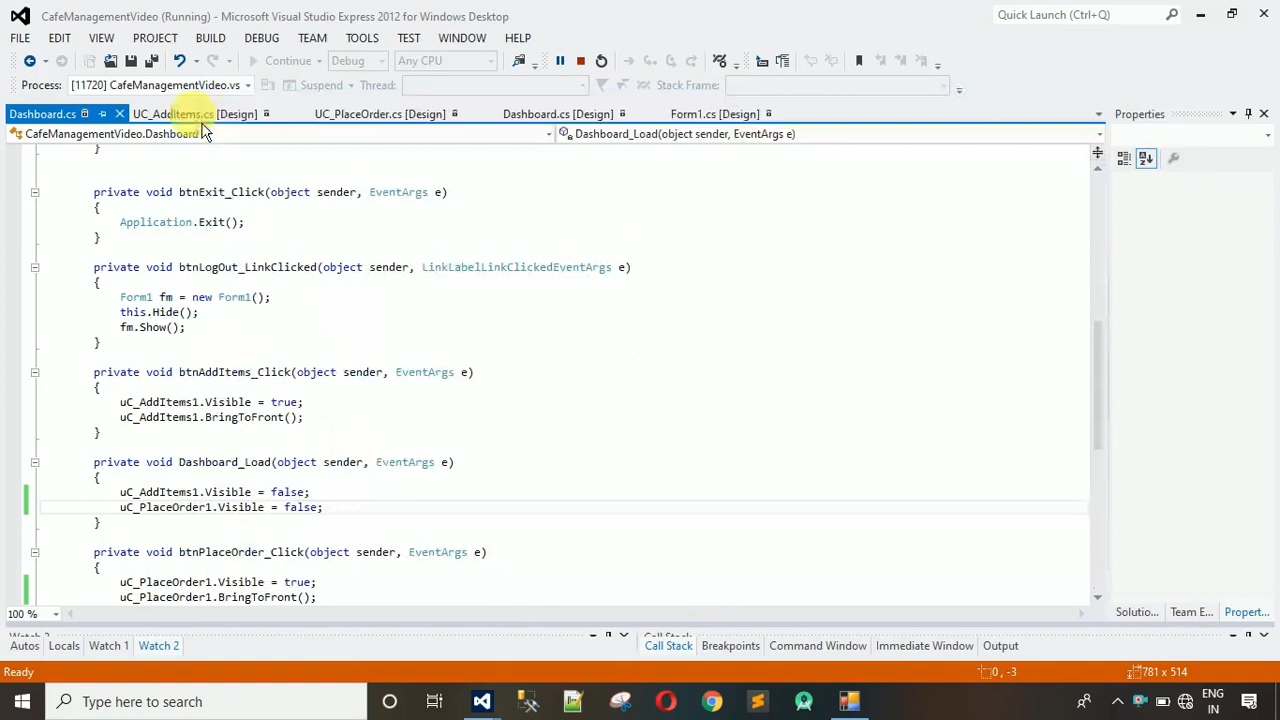 CafeManagementVideo (Running) - Microsoft Visual Studio Express 2012 for Windows Desktop
Quick Launch (Ctrl+Q)
FILE EDIT VIEW PROJECT BUILD DEBUG TEAM TOOLS TEST WINDOW HELP
Continue Debug Any CPU
Process: [11720] CafeManagementVideo.vs Suspend Thread: Stack Frame:
Dashboard.cs UC_AddItems.cs [Design] UC_PlaceOrder.cs [Design] Dashboard.cs [Design] Form1.cs [Design] Properties
CafeManagementVideo.Dashboard Dashboard_Load(object sender, EventArgs e)
}
private void btnExit_Click(object sender, EventArgs e)
{
Application.Exit();
}
private void btnLogOut_LinkClicked(object sender, LinkLabelLinkClickedEventArgs e)
{
Form1 fm = new Form1();
this.Hide();
fm.Show();
}
private void btnAddItems_Click(object sender, EventArgs e)
{
uC_AddItems1.Visible = true;
uC_AddItems1.BringToFront();
}
private void Dashboard_Load(object sender, EventArgs e)
{
uC_AddItems1.Visible = false;
uC_PlaceOrder1.Visible = false;
}
private void btnPlaceOrder_Click(object sender, EventArgs e)
{
uC_PlaceOrder1.Visible = true;
uC_PlaceOrder1.BringToFront();
100 % Solutio... Team E... Propert...
Watch 2 Call Stack
Autos Locals Watch 1 Watch 2 Call Stack Breakpoints Command Window Immediate Window Output
Ready 0 , -3 781 x 514
Type here to search ENG
IN